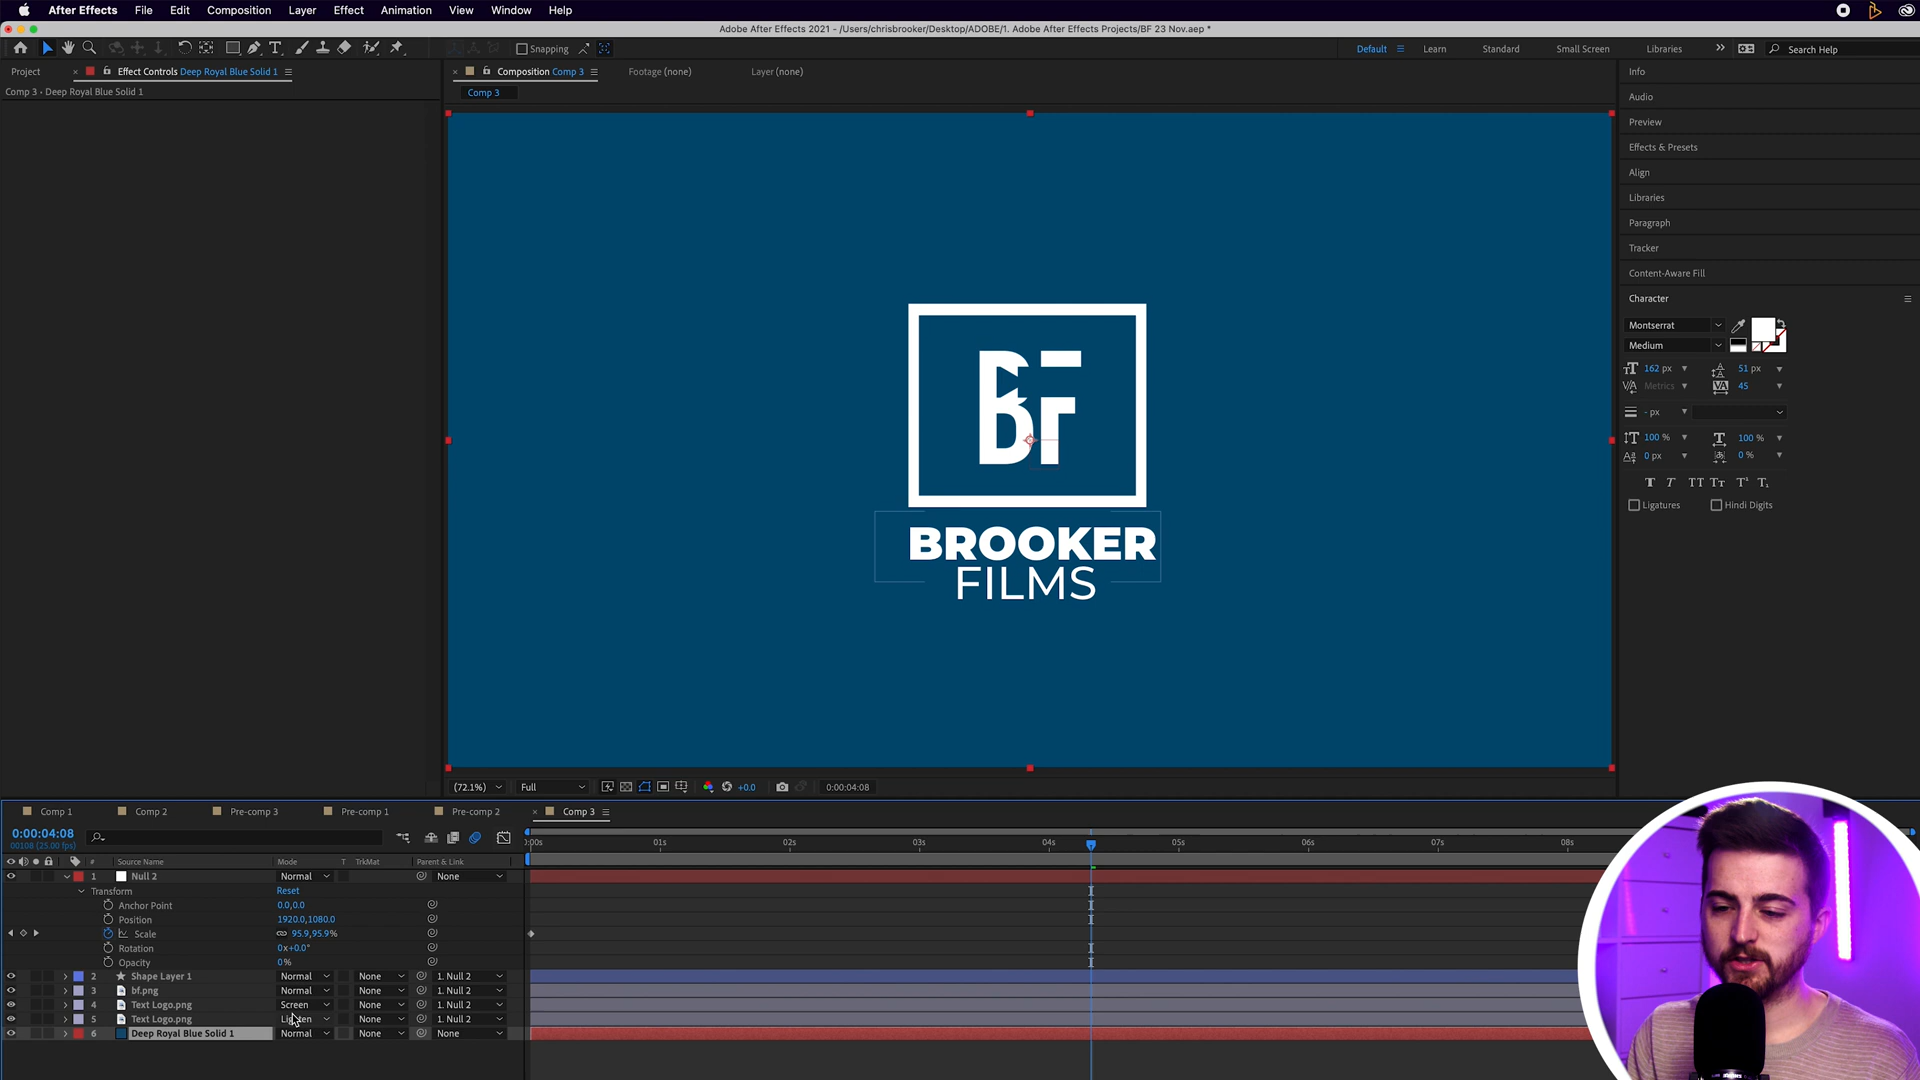 After Effects File Edit Composition Layer Effect Animation View Window Help
Adobe After Effects 2021 - /Users/chrisbrooker/Desktop/ADOBE/1. Adobe After Effects Projects/BF 23 Nov.aep *
Snapping Default Learn Standard Small Screen Libraries Search Help
Project Effect Controls Deep Royal Blue Solid 1 Composition Comp 3 Footage (none) Layer (none)
Comp 3 - Deep Royal Blue Solid 1
Comp 3
Info
Audio
Preview
Effects & Presets
Align
Libraries
Paragraph
Tracker
Content-Aware Fill
Character
Montserrat
Medium
162 px 51 px
Metrics 45
- px
100 % 100 %
0 px 0 %
Ligatures Hindi Digits
BF
BROOKER
FILMS
(72.1%) Full +0.0 0:00:04:08
Comp 1 Comp 2 Pre-comp 3 Pre-comp 1 Pre-comp 2 Comp 3
0:00:04:08
00108 (25.00 fps)
:00s 01s 02s 03s 04s 05s 06s 07s 08s
# Source Name Mode T TrkMat Parent & Link
1 Null 2 Normal None
Transform Reset
Anchor Point 0.0,0.0
Position 1920.0,1080.0
Scale 95.9,95.9%
Rotation 0x+0.0°
Opacity 0%
2 Shape Layer 1 Normal None 1. Null 2
3 bf.png Normal None 1. Null 2
4 Text Logo.png Screen None 1. Null 2
5 Text Logo.png Lighten None 1. Null 2
6 Deep Royal Blue Solid 1 Normal None None